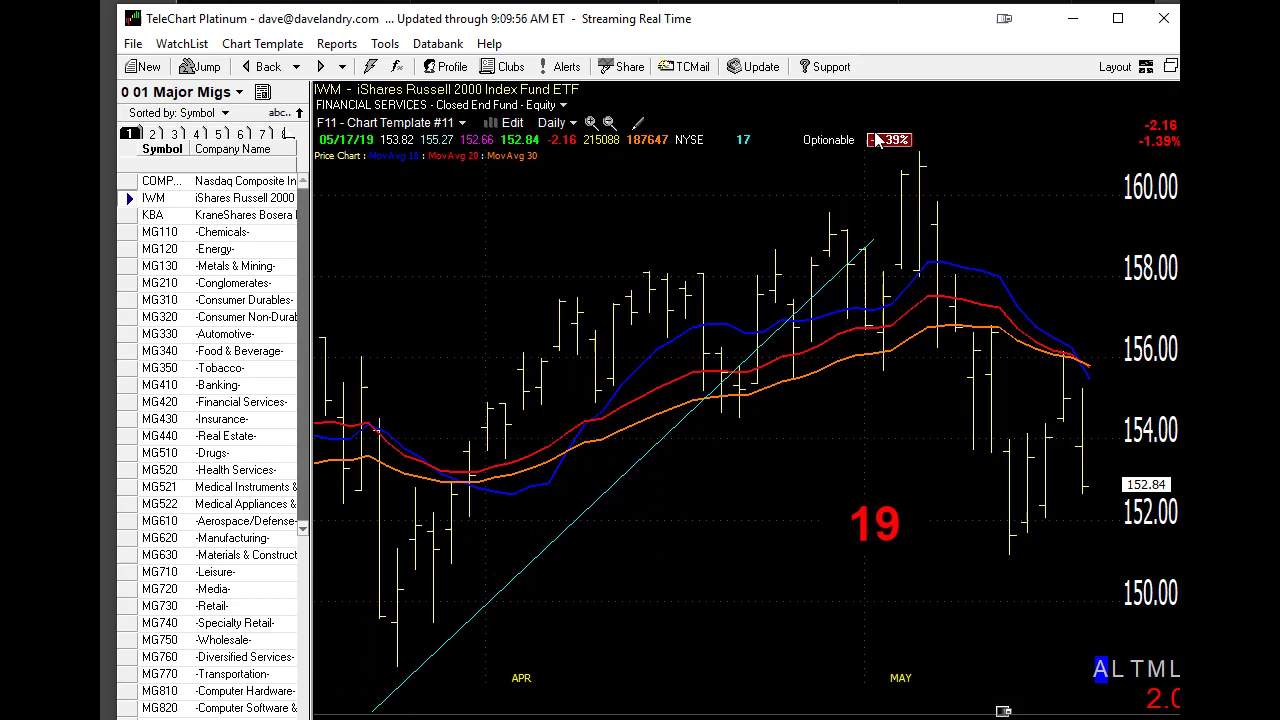 TeleChart Platinum - dave@davelandry.com ... Updated through 9:09:56 AM ET - Streaming Real Time
File WatchList Chart Template Reports Tools Databank Help
New Jump Back Profile Clubs Alerts Share TCMail Update Support Layout
0 01 Major Migs
Sorted by: Symbol abc..
1 2 3 4 5 6 7
Symbol Company Name
COMP... Nasdaq Composite In
IWM iShares Russell 2000
KBA KraneShares Bosera
MG110 -Chemicals-
MG120 -Energy-
MG130 -Metals & Mining-
MG210 -Conglomerates-
MG310 -Consumer Durables-
MG320 -Consumer Non-Durab
MG330 -Automotive-
MG340 -Food & Beverage-
MG350 -Tobacco-
MG410 -Banking-
MG420 -Financial Services-
MG430 -Insurance-
MG440 -Real Estate-
MG510 -Drugs-
MG520 -Health Services-
MG521 Medical Instruments &
MG522 Medical Appliances &
MG610 -Aerospace/Defense-
MG620 -Manufacturing-
MG630 -Materials & Construct
MG710 -Leisure-
MG720 -Media-
MG730 -Retail-
MG740 -Specialty Retail-
MG750 -Wholesale-
MG760 -Diversified Services-
MG770 -Transportation-
MG810 -Computer Hardware-
MG820 -Computer Software &
IWM - iShares Russell 2000 Index Fund ETF
FINANCIAL SERVICES - Closed End Fund - Equity
F11 - Chart Template #11 Edit Daily
05/17/19 153.82 155.27 152.66 152.84 -2.16 215088 187647 NYSE 17 Optionable
Price Chart : MovAvg 10 : MovAvg 20 : MovAvg 30
-2.16
-1.39%
160.00
158.00
156.00
154.00
152.84
152.00
150.00
19
APR MAY
ALTML
2.0